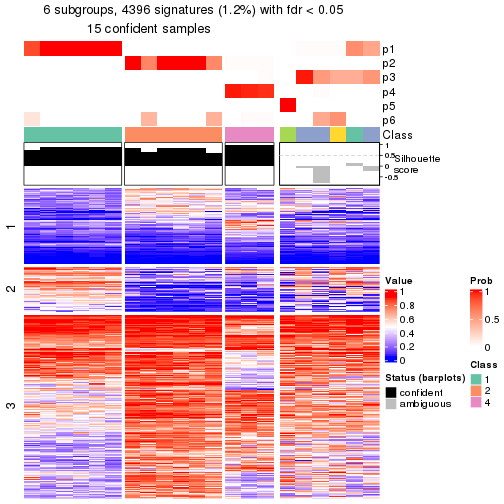 6 subgroups, 4396 signatures (1.2%) with fdr < 0.05
15 confident samples
p1
p2
p3
p4
p5
p6
Class
1
0.5
0
-0.5
Silhouette
score
1
2
3
Value
1
0.8
0.6
0.4
0.2
0
Prob
1
0.5
0
Status (barplots)
confident
ambiguous
Class
1
2
4